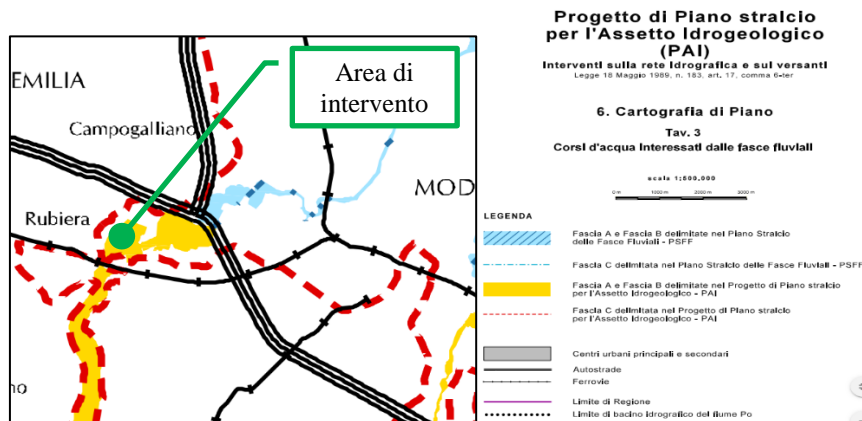 EMILIA
Campogalliano
Rubiera
MOD
no
Area di
intervento
Progetto di Piano stralcio
per l'Assetto Idrogeologico
(PAI)
Interventi sulla rete idrografica e sui versanti
Legge 18 Maggio 1989, n. 183, art. 17, comma 6-ter
6. Cartografia di Piano
Tav. 3
Corsi d'acqua interessati dalle fasce fluviali
scala 1:500.000
0 m 1000 m 2000 m 3000 m
LEGENDA
Fascia A e Fascia B delimitate nel Piano Stralcio
delle Fasce Fluviali - PSFF
Fascia C delimitata nel Piano Stralcio delle Fasce Fluviali - PSFF
Fascia A e Fascia B delimitate nel Progetto di Piano stralcio
per l'Assetto Idrogeologico - PAI
Fascia C delimitata nel Progetto di Piano stralcio
per l'Assetto Idrogeologico - PAI
Centri urbani principali e secondari
Autostrade
Ferrovie
Limite di Regione
Limite di bacino idrografico del fiume Po